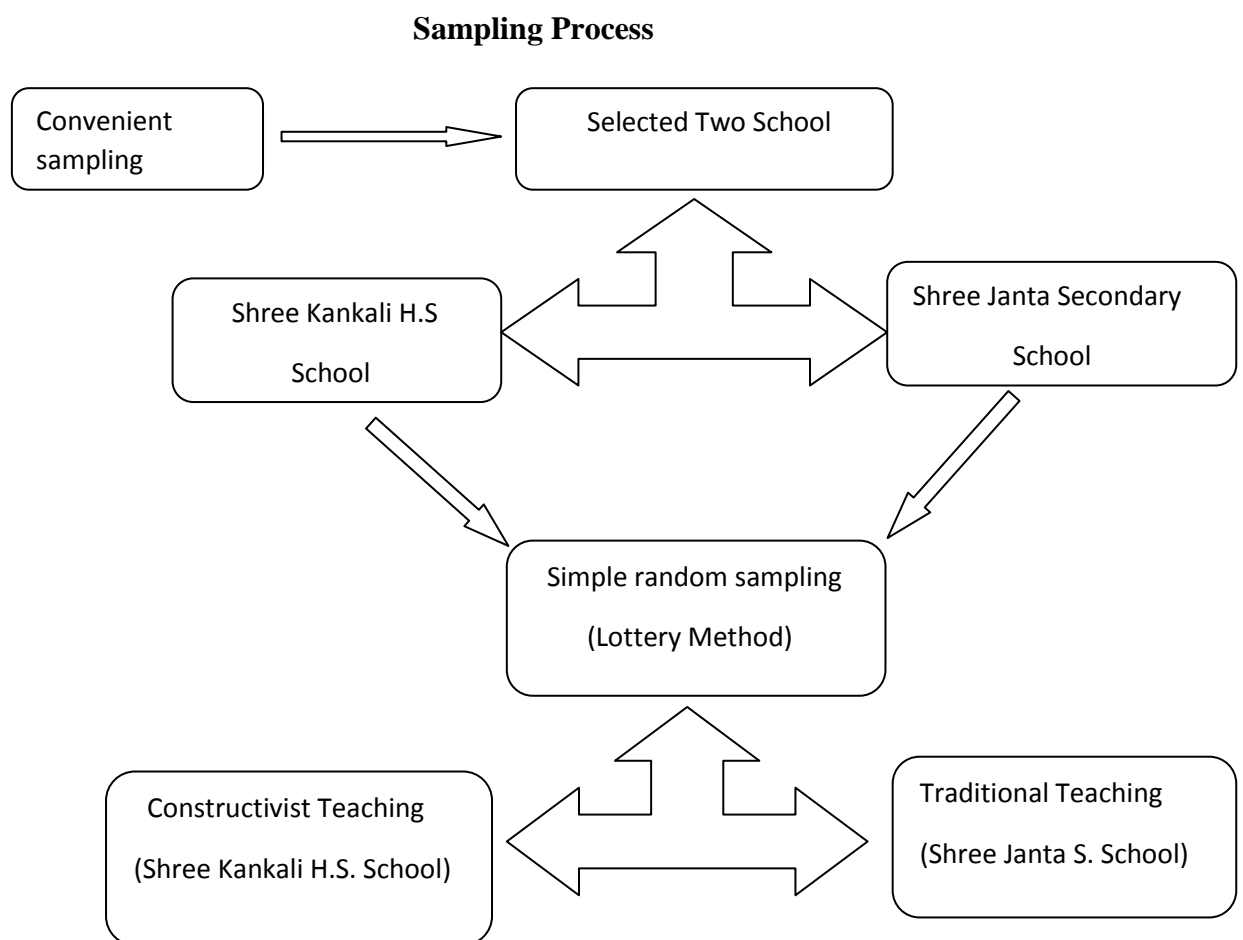 Sampling Process
Convenient
sampling
Selected Two School
Shree Kankali H.S
School
Shree Janta Secondary
School
Simple random sampling
(Lottery Method)
Constructivist Teaching
(Shree Kankali H.S. School)
Traditional Teaching
(Shree Janta S. School)